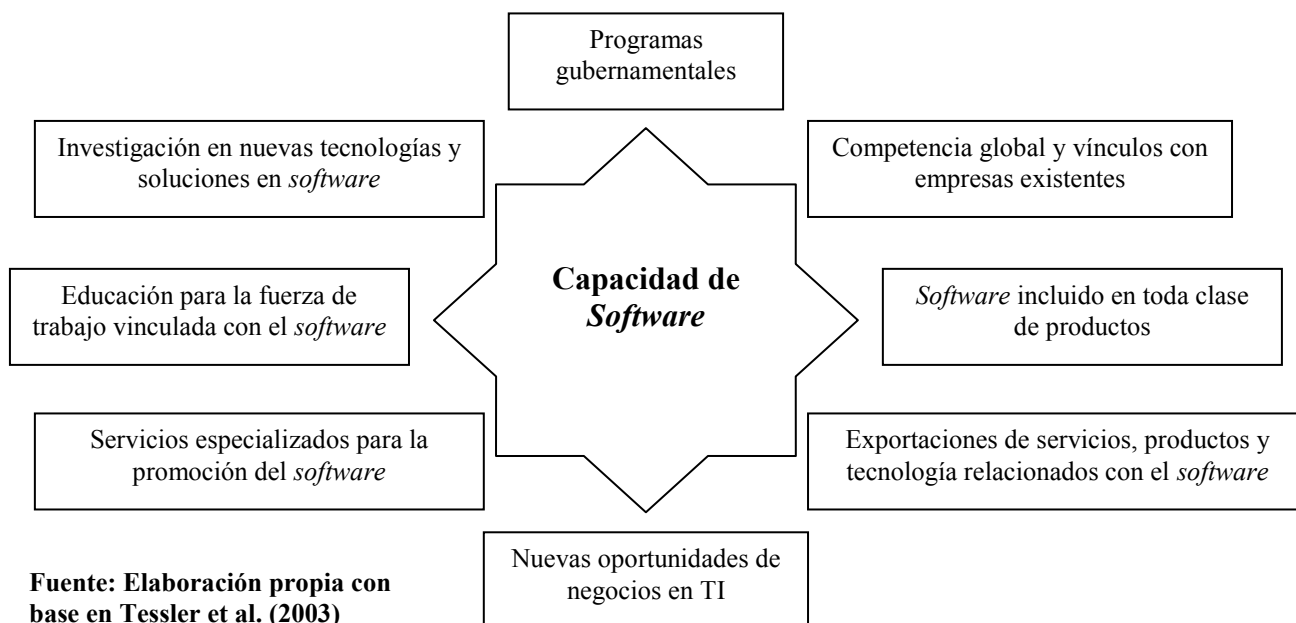 Programas
gubernamentales
Investigación en nuevas tecnologías y
soluciones en software
Competencia global y vínculos con
empresas existentes
Capacidad de
Software
Educación para la fuerza de
trabajo vinculada con el software
Software incluido en toda clase
de productos
Servicios especializados para la
promoción del software
Exportaciones de servicios, productos y
tecnología relacionados con el software
Nuevas oportunidades de
negocios en TI
Fuente: Elaboración propia con
base en Tessler et al. (2003)